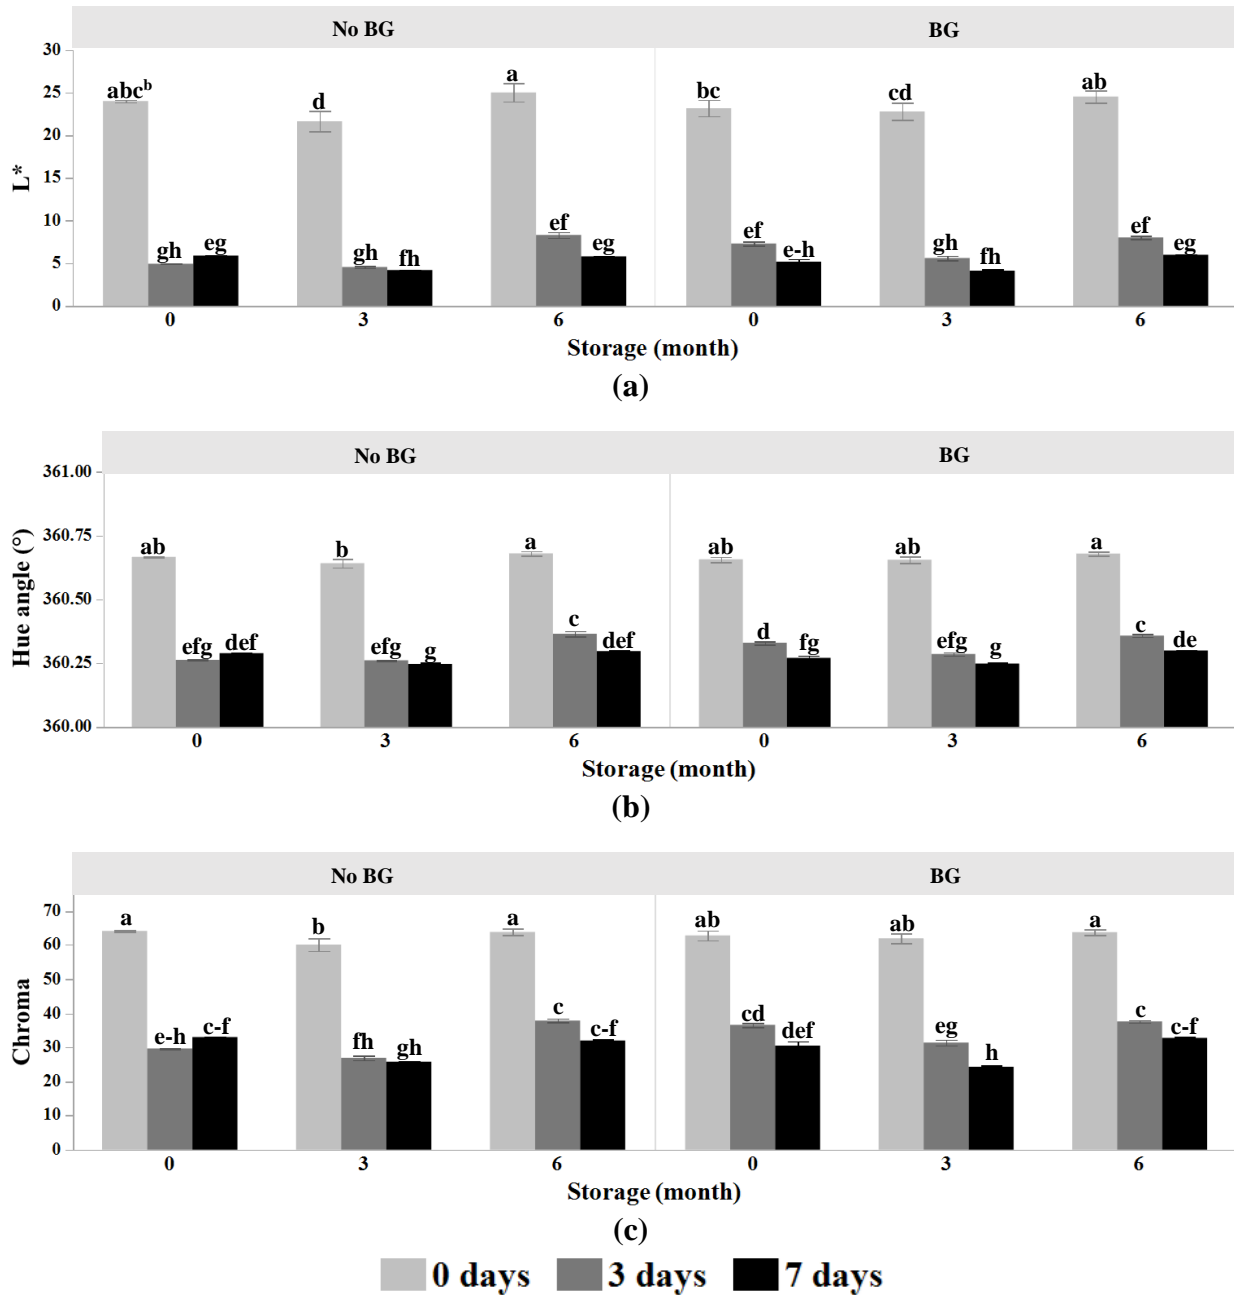 No BG BG
30
25
20
15
10
5
0
L*
abcᵇ d a bc cd ab
gh eg gh fh ef eg ef e-h gh fh ef eg
0 3 6 0 3 6
Storage (month)
(a)
No BG BG
361.00
360.75
360.50
360.25
360.00
Hue angle (°)
ab b a ab ab a
efg def efg g c def d fg efg g c de
0 3 6 0 3 6
Storage (month)
(b)
No BG BG
70
60
50
40
30
20
10
0
Chroma
a b a ab ab a
e-h c-f fh gh c c-f cd def eg h c c-f
0 3 6 0 3 6
Storage (month)
(c)
0 days 3 days 7 days